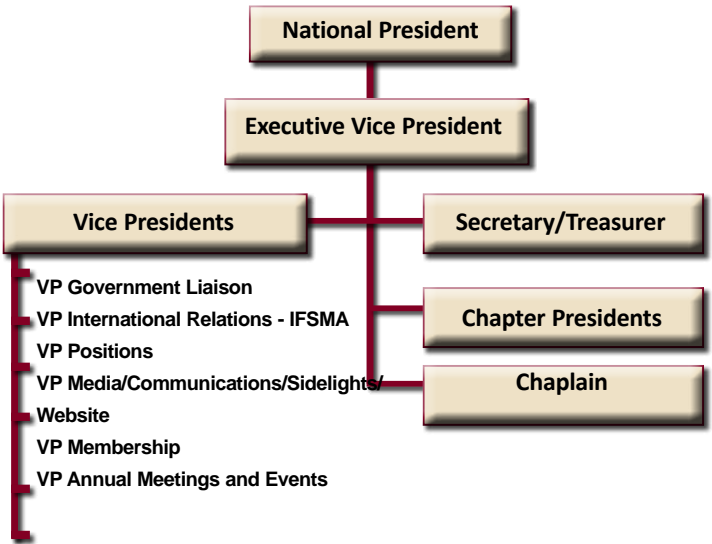 National President
Executive Vice President
Vice Presidents
Secretary/Treasurer
VP Government Liaison
VP International Relations - IFSMA
VP Positions
VP Media/Communications/Sidelights/
Website
VP Membership
VP Annual Meetings and Events
Chapter Presidents
Chaplain